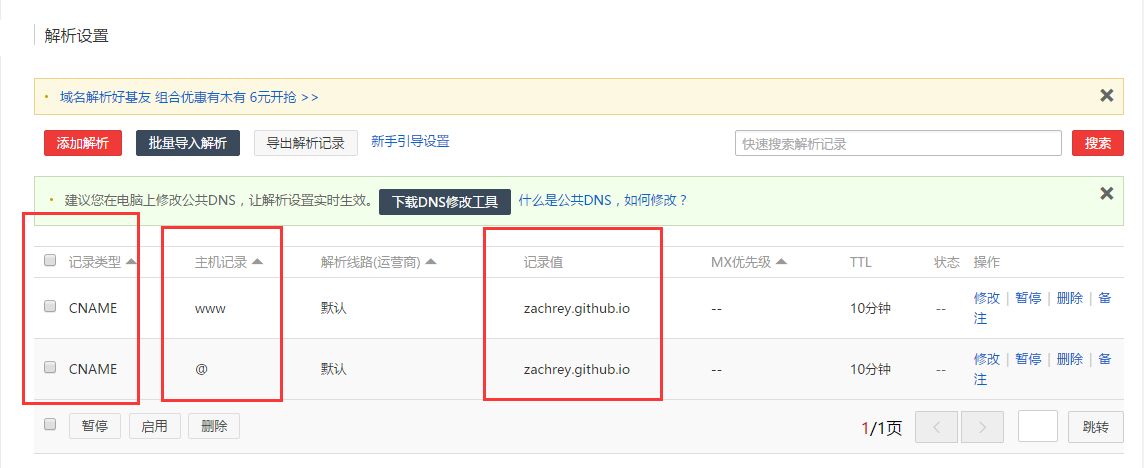 解析设置
域名解析好基友 组合优惠有木有 6元开抢 >>
添加解析 批量导入解析 导出解析记录 新手引导设置 快速搜索解析记录 搜索
建议您在电脑上修改公共DNS，让解析设置实时生效。 下载DNS修改工具 什么是公共DNS，如何修改？
记录类型 主机记录 解析线路(运营商) 记录值 MX优先级 TTL 状态 操作
CNAME www 默认 zachrey.github.io -- 10分钟 -- 修改 | 暂停 | 删除 | 备
注
CNAME @ 默认 zachrey.github.io -- 10分钟 -- 修改 | 暂停 | 删除 | 备
注
暂停 启用 删除 1/1页 < > 跳转